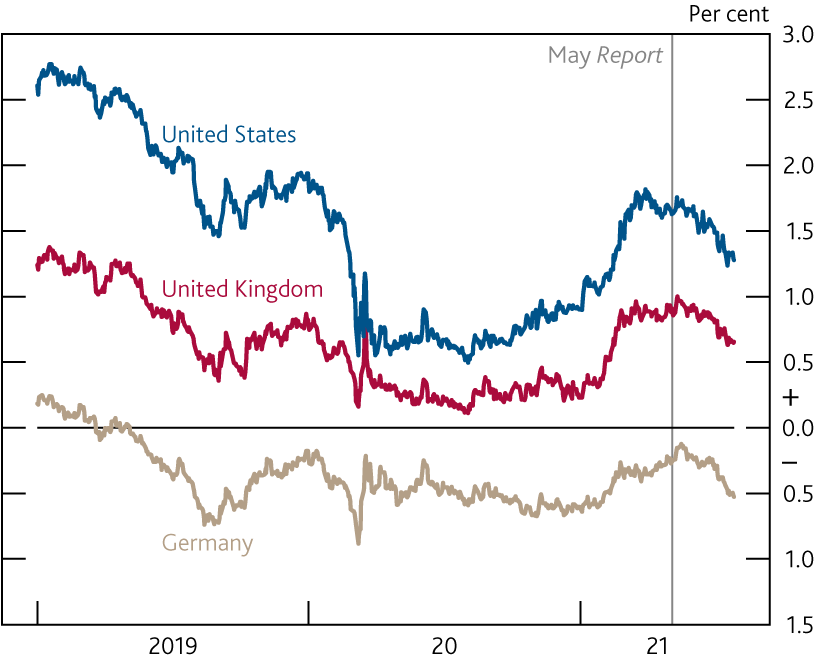 Per cent
3.0
May Report
2.5
United States
2.0
1.5
United Kingdom
1.0
0.5
+
0.0
–
0.5
Germany
1.0
1.5
2019 20 21